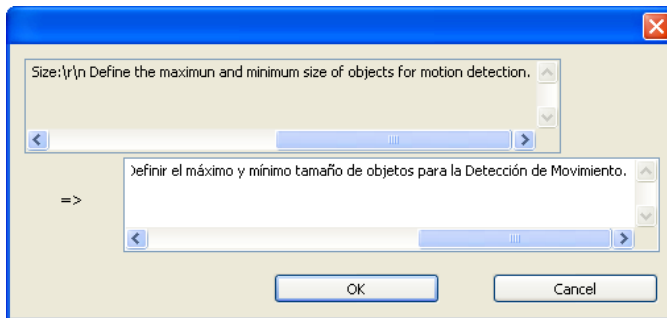 Size:\r\n Define the maximun and minimum size of objects for motion detection.
=>
efinir el máximo y mínimo tamaño de objetos para la Detección de Movimiento.
OK
Cancel